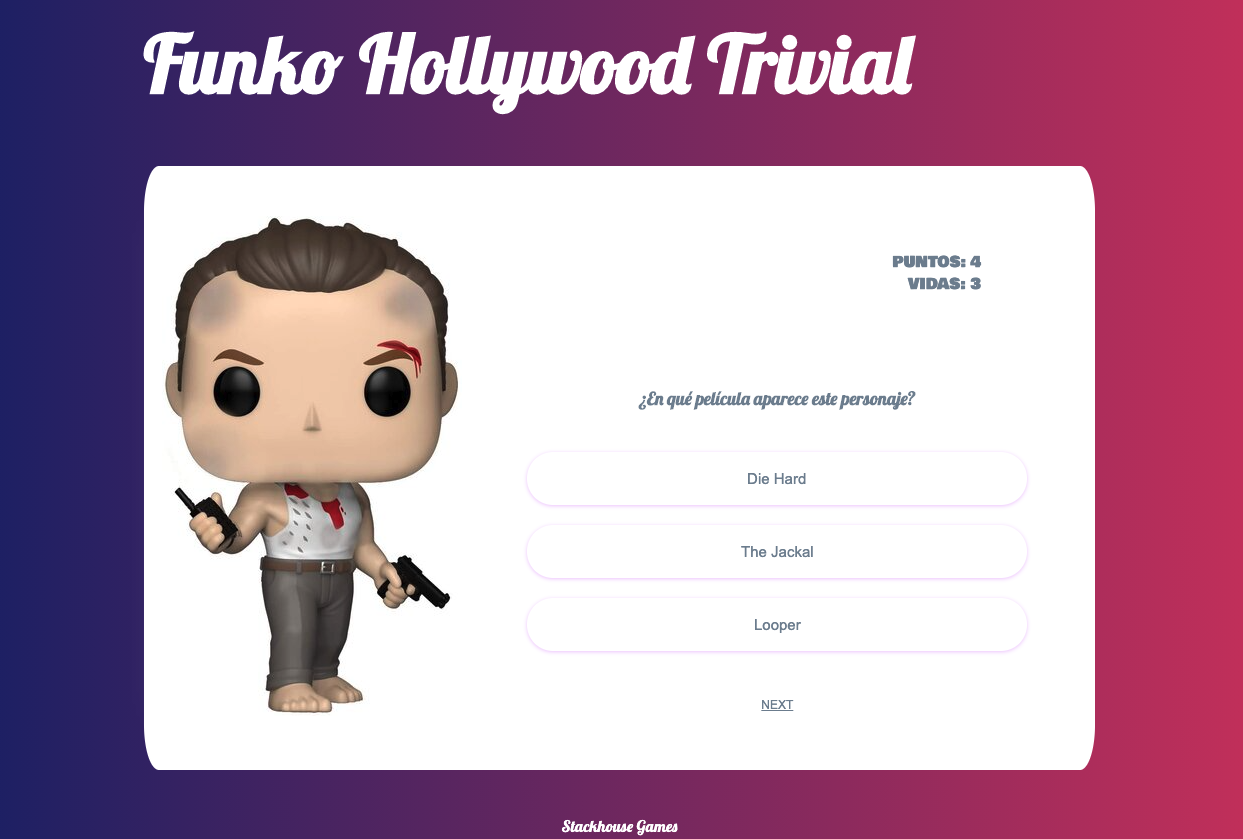 Funko Hollywood Trivial
PUNTOS: 4
VIDAS: 3
¿En qué película aparece este personaje?
Die Hard
The Jackal
Looper
NEXT
Stackhouse Games